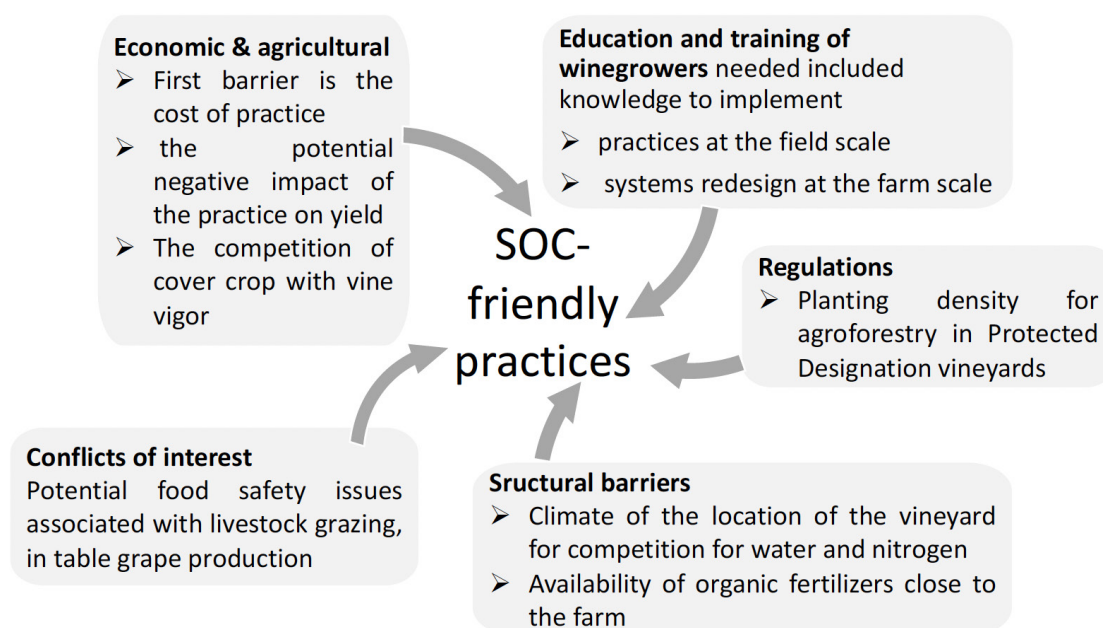 Economic & agricultural
➢ First barrier is the
cost of practice
➢ the potential
negative impact of
the practice on yield
➢ The competition of
cover crop with vine
vigor
Education and training of
winegrowers needed included
knowledge to implement
➢ practices at the field scale
➢ systems redesign at the farm scale
SOC-
friendly
practices
Regulations
➢ Planting density for
agroforestry in Protected
Designation vineyards
Conflicts of interest
Potential food safety issues
associated with livestock grazing,
in table grape production
Sructural barriers
➢ Climate of the location of the vineyard
for competition for water and nitrogen
➢ Availability of organic fertilizers close to
the farm